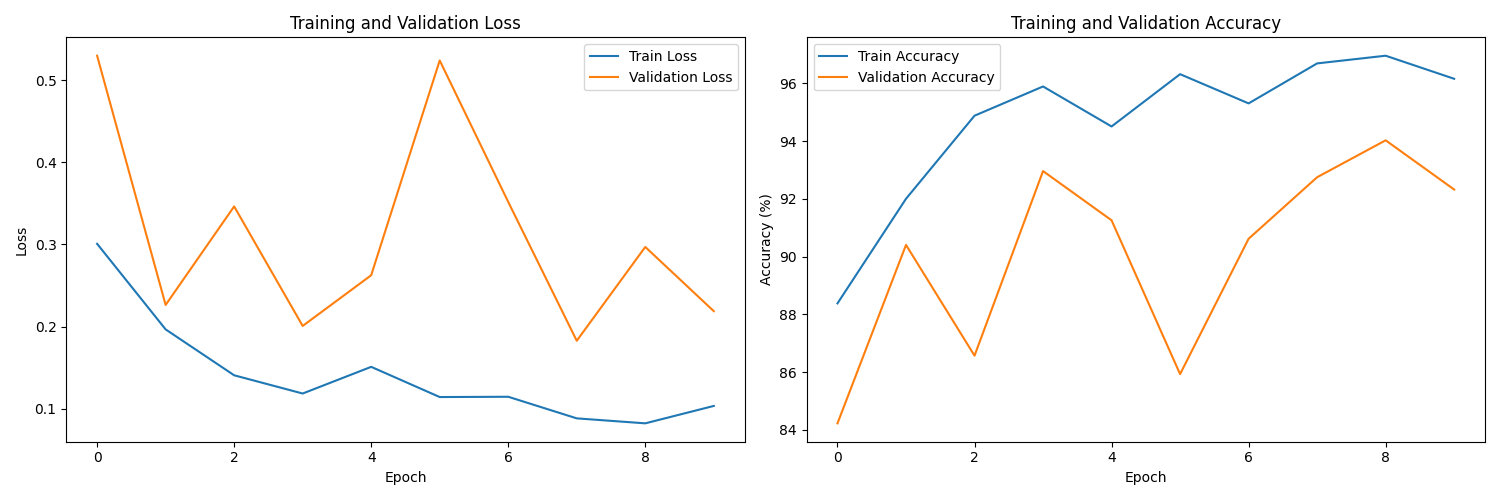 Training and Validation Loss
Train Loss
Validation Loss
0.5
0.4
0.3
0.2
0.1
Loss
0 2 4 6 8
Epoch
Training and Validation Accuracy
Train Accuracy
Validation Accuracy
96
94
92
90
88
86
84
Accuracy (%)
0 2 4 6 8
Epoch